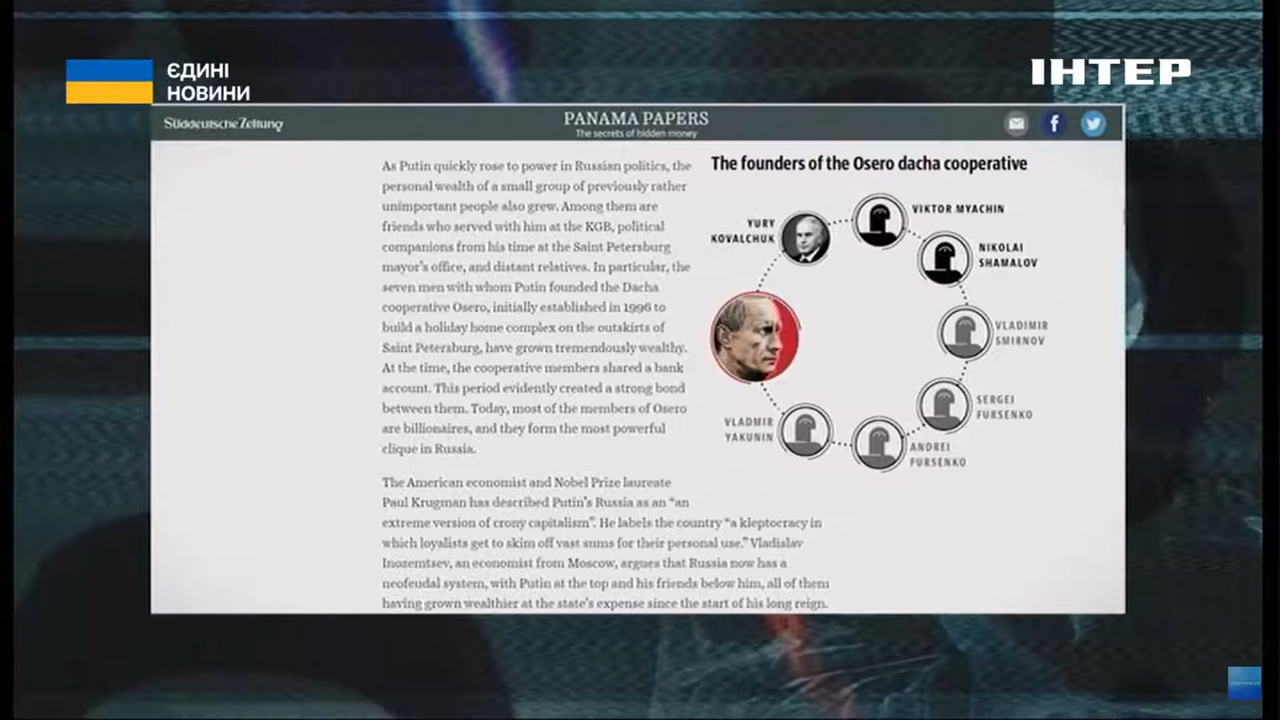 ЄДИНІ
НОВИНИ
ІНТЕР
Süddeutsche Zeitung
PANAMA PAPERS
The secrets of hidden money
As Putin quickly rose to power in Russian politics, the
personal wealth of a small group of previously rather
unimportant people also grew. Among them are
friends who served with him at the KGB, political
companions from his time at the Saint Petersburg
mayor's office, and distant relatives. In particular, the
seven men with whom Putin founded the Dacha
cooperative Osero, initially established in 1996 to
build a holiday home complex on the outskirts of
Saint Petersburg, have grown tremendously wealthy.
At the time, the cooperative members shared a bank
account. This period evidently created a strong bond
between them. Today, most of the members of Osero
are billionaires, and they form the most powerful
clique in Russia.
The American economist and Nobel Prize laureate
Paul Krugman has described Putin's Russia as an "an
extreme version of crony capitalism". He labels the country "a kleptocracy in
which loyalists get to skim off vast sums for their personal use." Vladislav
Inozemtsev, an economist from Moscow, argues that Russia now has a
neofeudal system, with Putin at the top and his friends below him, all of them
having grown wealthier at the state's expense since the start of his long reign.
The founders of the Osero dacha cooperative
YURY
KOVALCHUK
VIKTOR MYACHIN
NIKOLAI
SHAMALOV
VLADIMIR
SMIRNOV
SERGEI
FURSENKO
ANDREI
FURSENKO
VLADMIR
YAKUNIN